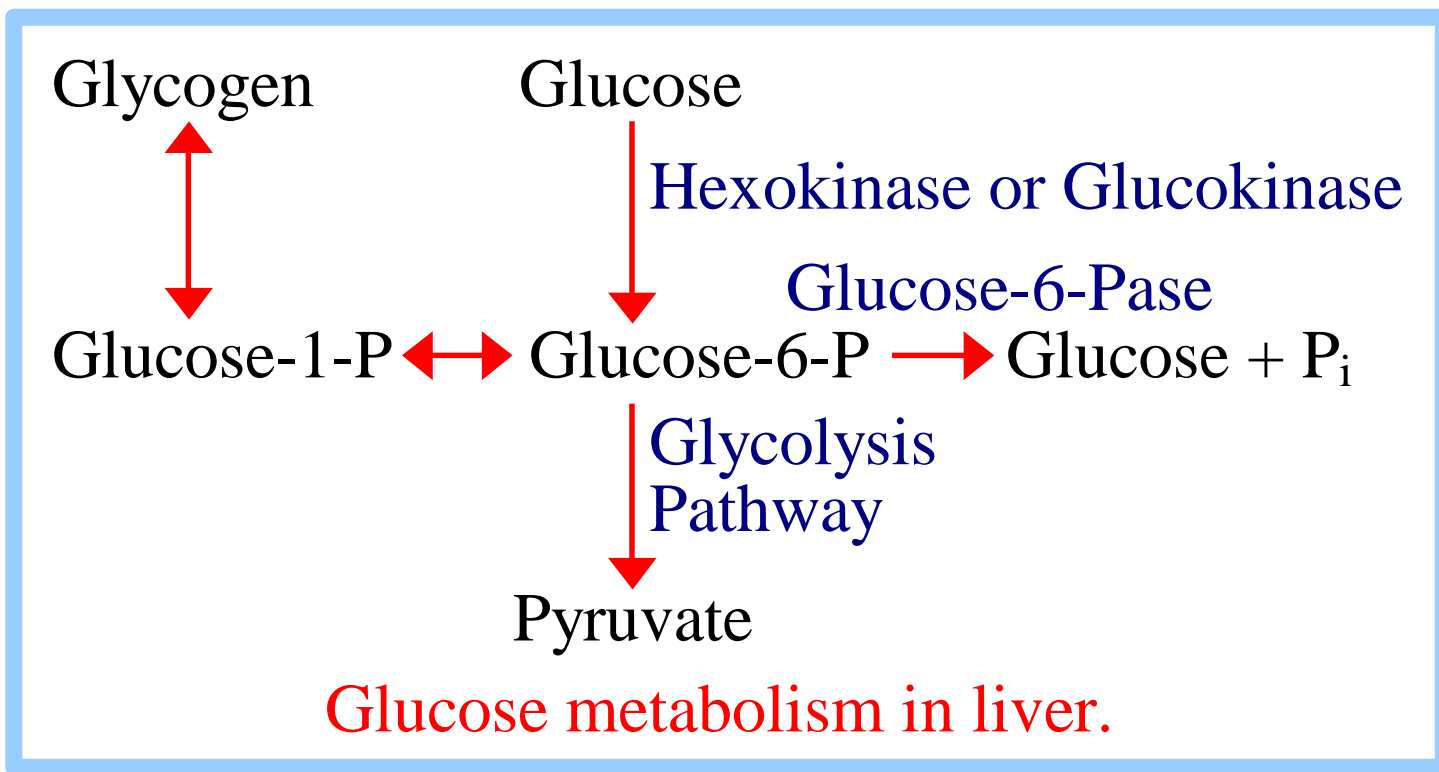 Glycogen Glucose
Hexokinase or Glucokinase
Glucose-6-Pase
Glucose-1-P Glucose-6-P Glucose + Pi
Glycolysis
Pathway
Pyruvate
Glucose metabolism in liver.